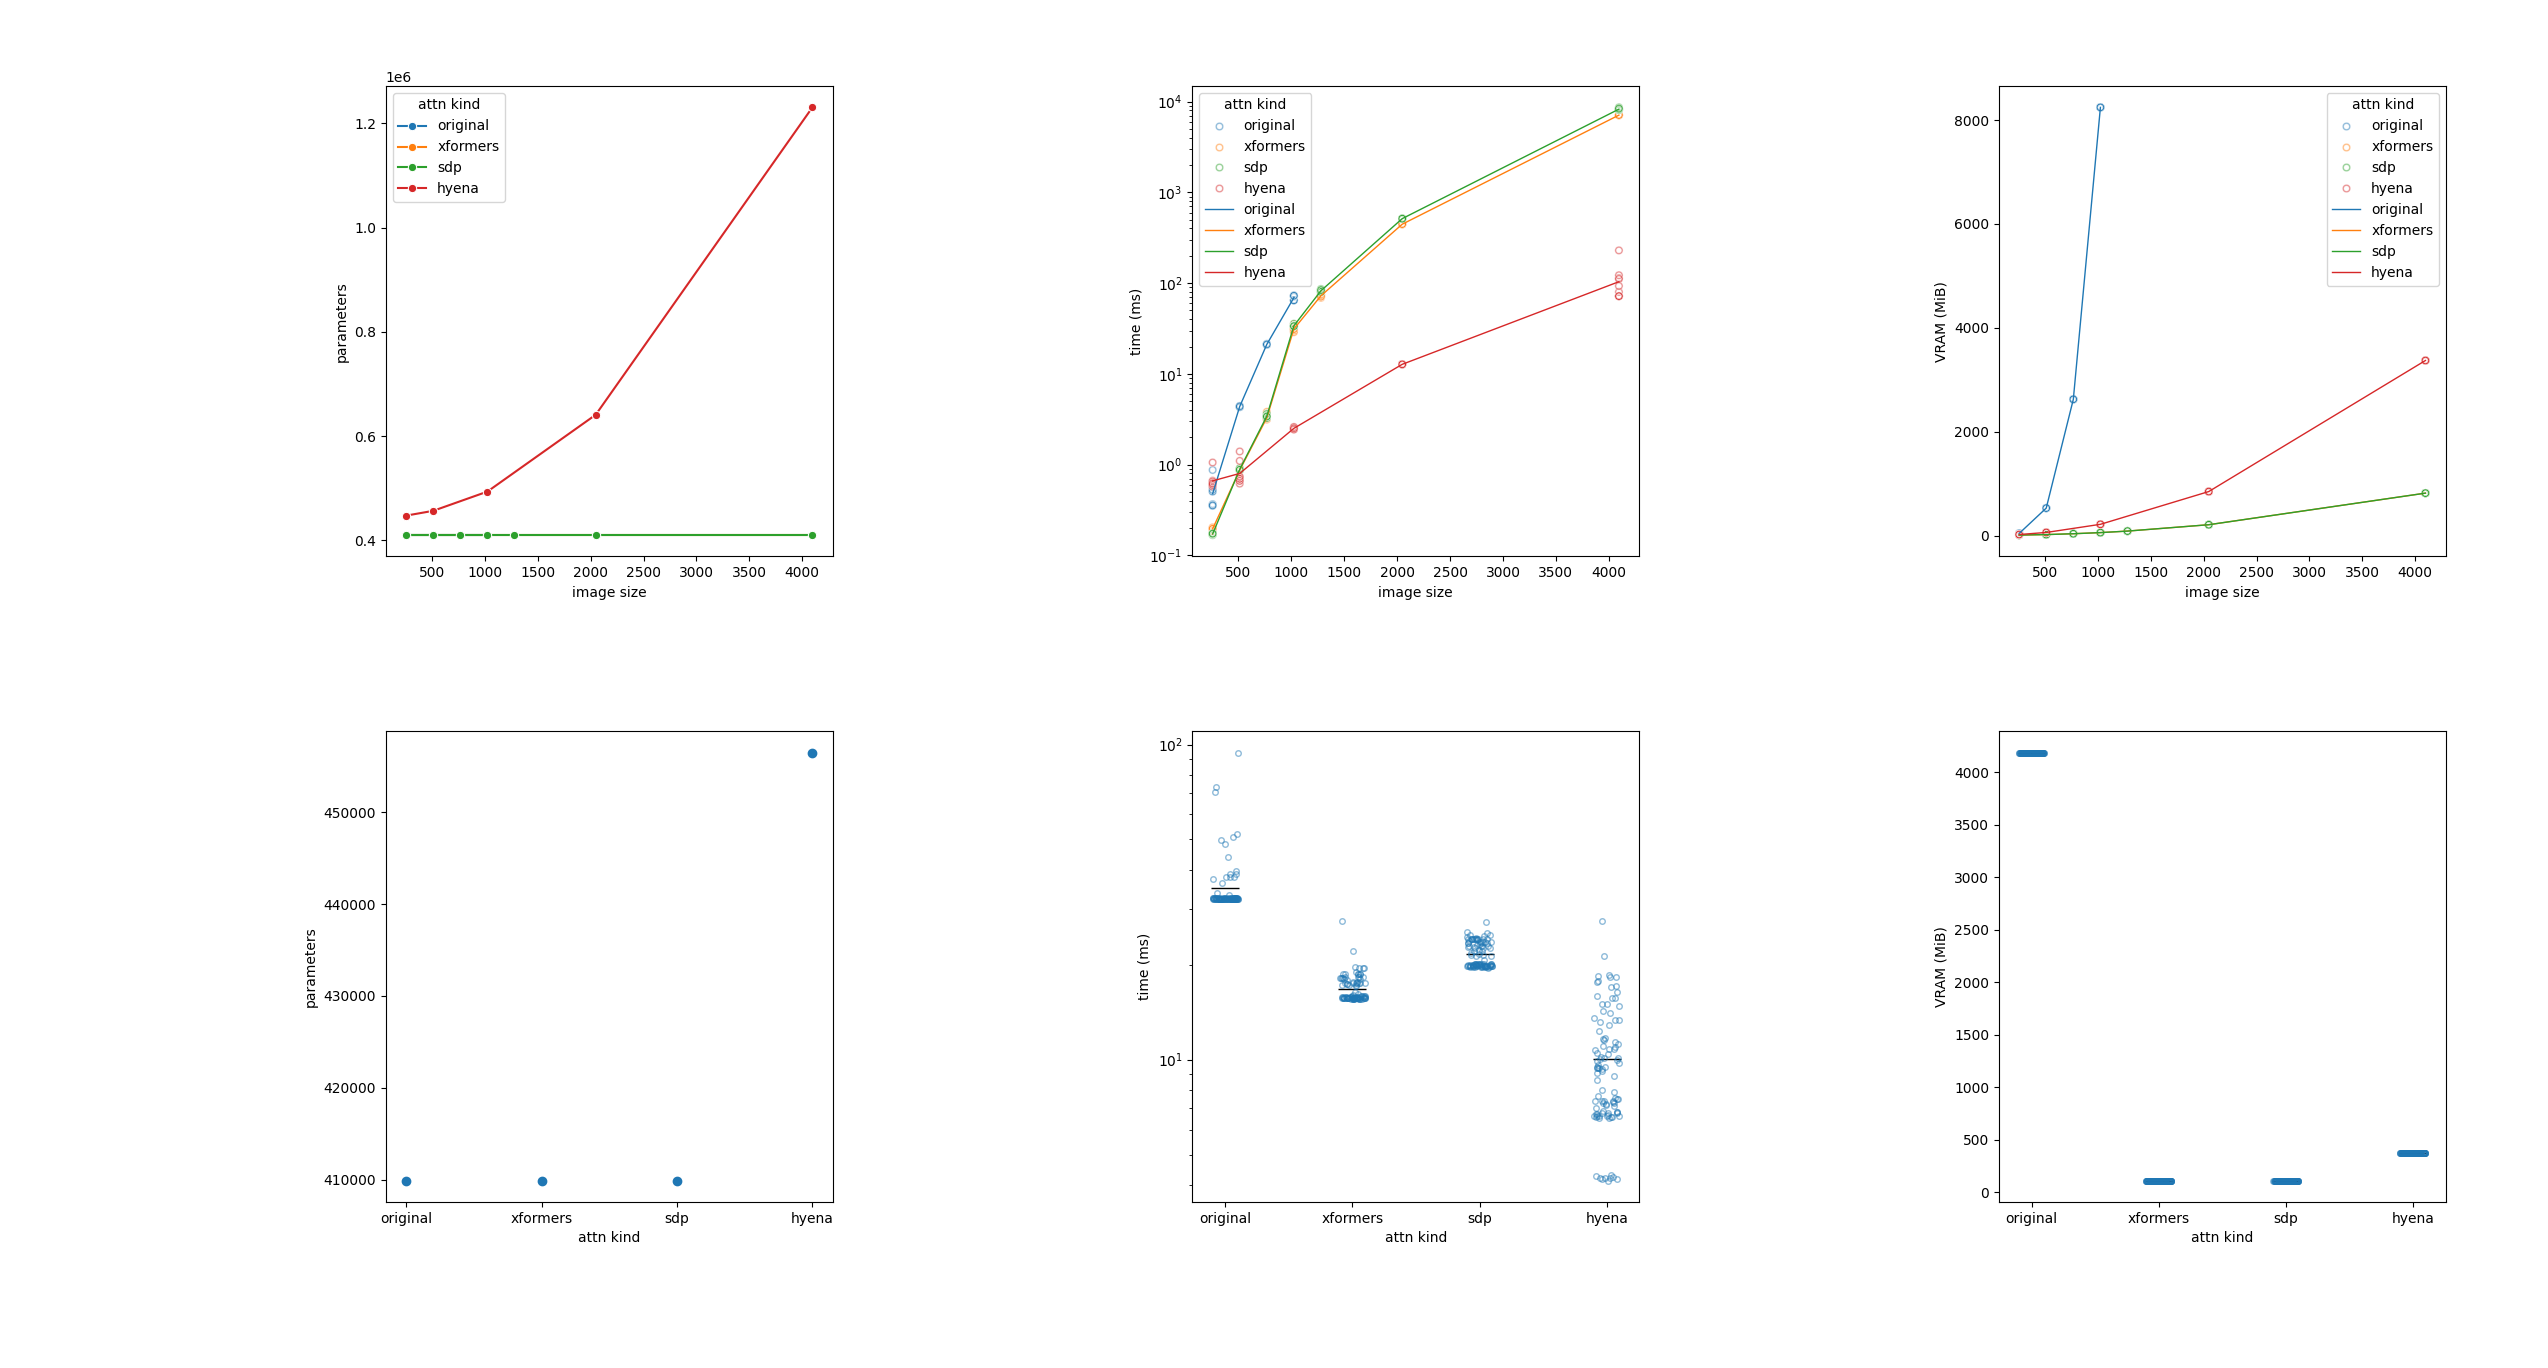 1e6
attn kind
original
xformers
sdp
hyena
1.2
1.0
0.8
0.6
0.4
parameters
500 1000 1500 2000 2500 3000 3500 4000
image size
attn kind
original
xformers
sdp
hyena
original
xformers
sdp
hyena
10⁴
10³
10²
10¹
10⁰
10⁻¹
time (ms)
500 1000 1500 2000 2500 3000 3500 4000
image size
attn kind
original
xformers
sdp
hyena
original
xformers
sdp
hyena
8000
6000
4000
2000
0
VRAM (MiB)
500 1000 1500 2000 2500 3000 3500 4000
image size
450000
440000
430000
420000
410000
parameters
original xformers sdp hyena
attn kind
10²
10¹
time (ms)
original xformers sdp hyena
attn kind
4000
3500
3000
2500
2000
1500
1000
500
0
VRAM (MiB)
original xformers sdp hyena
attn kind